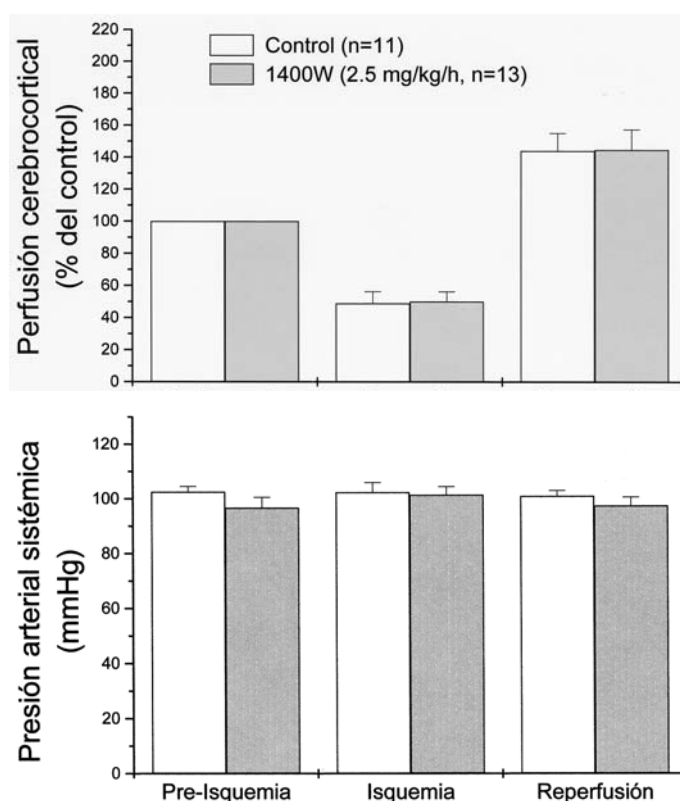 220
200
180
160
140
120
100
80
60
40
20
0
Perfusión cerebrocortical
(% del control)
Control (n=11)
1400W (2.5 mg/kg/h, n=13)
120
100
80
60
40
20
0
Presión arterial sistémica
(mmHg)
Pre-Isquemia
Isquemia
Reperfusión